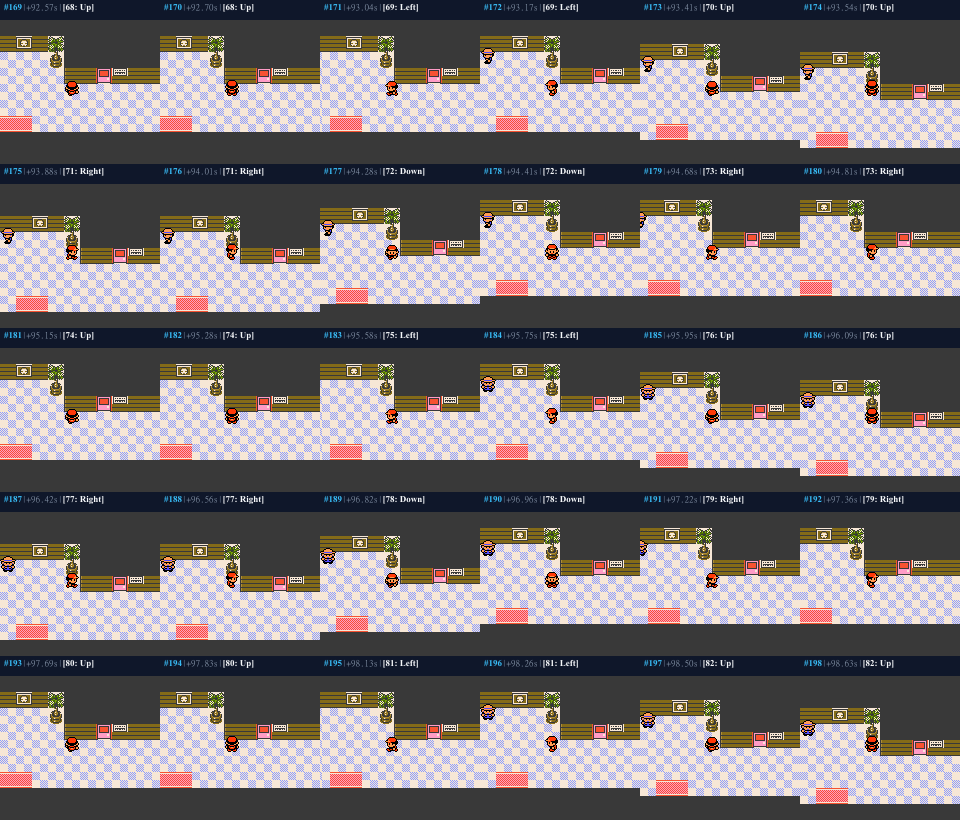 #169|+92.57s|[68: Up] #170|+92.70s|[68: Up] #171|+93.04s|[69: Left] #172|+93.17s|[69: Left] #173|+93.41s|[70: Up] #174|+93.54s|[70: Up]
#175|+93.88s|[71: Right] #176|+94.01s|[71: Right] #177|+94.28s|[72: Down] #178|+94.41s|[72: Down] #179|+94.68s|[73: Right] #180|+94.81s|[73: Right]
#181|+95.15s|[74: Up] #182|+95.28s|[74: Up] #183|+95.58s|[75: Left] #184|+95.75s|[75: Left] #185|+95.95s|[76: Up] #186|+96.09s|[76: Up]
#187|+96.42s|[77: Right] #188|+96.56s|[77: Right] #189|+96.82s|[78: Down] #190|+96.96s|[78: Down] #191|+97.22s|[79: Right] #192|+97.36s|[79: Right]
#193|+97.69s|[80: Up] #194|+97.83s|[80: Up] #195|+98.13s|[81: Left] #196|+98.26s|[81: Left] #197|+98.50s|[82: Up] #198|+98.63s|[82: Up]